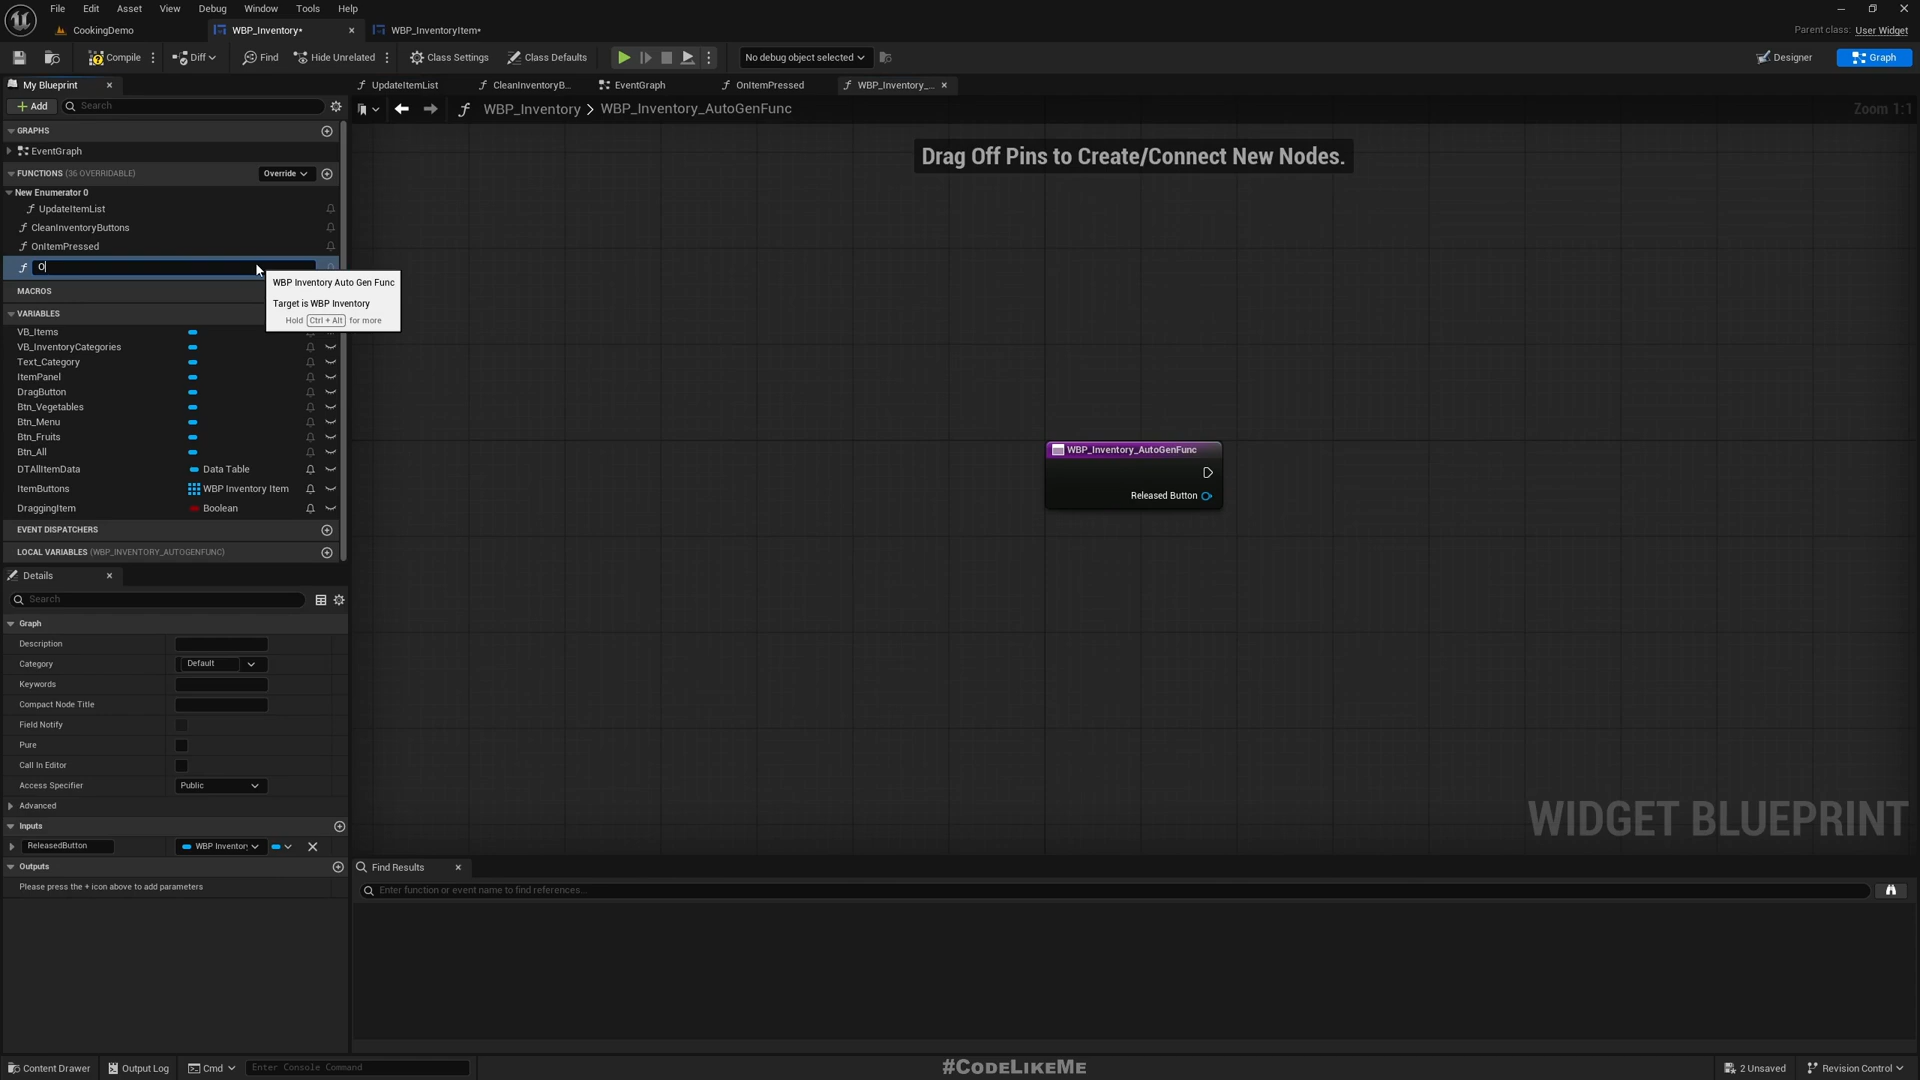 File Edit Asset View Debug Window Tools Help
CookingDemo WBP_Inventory* WBP_InventoryItem* Parent class: User Widget
Compile Diff Find Hide Unrelated Class Settings Class Defaults No debug object selected Designer Graph
My Blueprint UpdateItemList CleanInventoryB... EventGraph OnItemPressed WBP_Inventory_...
+ Add Search WBP_Inventory > WBP_Inventory_AutoGenFunc Zoom 1:1
GRAPHS
EventGraph
FUNCTIONS (36 OVERRIDABLE) Override
New Enumerator 0
UpdateItemList
CleanInventoryButtons
OnItemPressed
O
MACROS
VARIABLES
VB_Items
VB_InventoryCategories
Text_Category
ItemPanel
DragButton
Btn_Vegetables
Btn_Menu
Btn_Fruits
Btn_All
DTAllItemData Data Table
ItemButtons WBP Inventory Item
DraggingItem Boolean
EVENT DISPATCHERS
LOCAL VARIABLES (WBP_INVENTORY_AUTOGENFUNC)
WBP Inventory Auto Gen Func
Target is WBP Inventory
Hold Ctrl + Alt for more
Drag Off Pins to Create/Connect New Nodes.
WBP_Inventory_AutoGenFunc
Released Button
WIDGET BLUEPRINT
Details
Search
Graph
Description
Category Default
Keywords
Compact Node Title
Field Notify
Pure
Call In Editor
Access Specifier Public
Advanced
Inputs
ReleasedButton WBP Inventory
Outputs
Please press the + icon above to add parameters
Find Results
Enter function or event name to find references...
Content Drawer Output Log Cmd Enter Console Command #CODELIKEME 2 Unsaved Revision Control